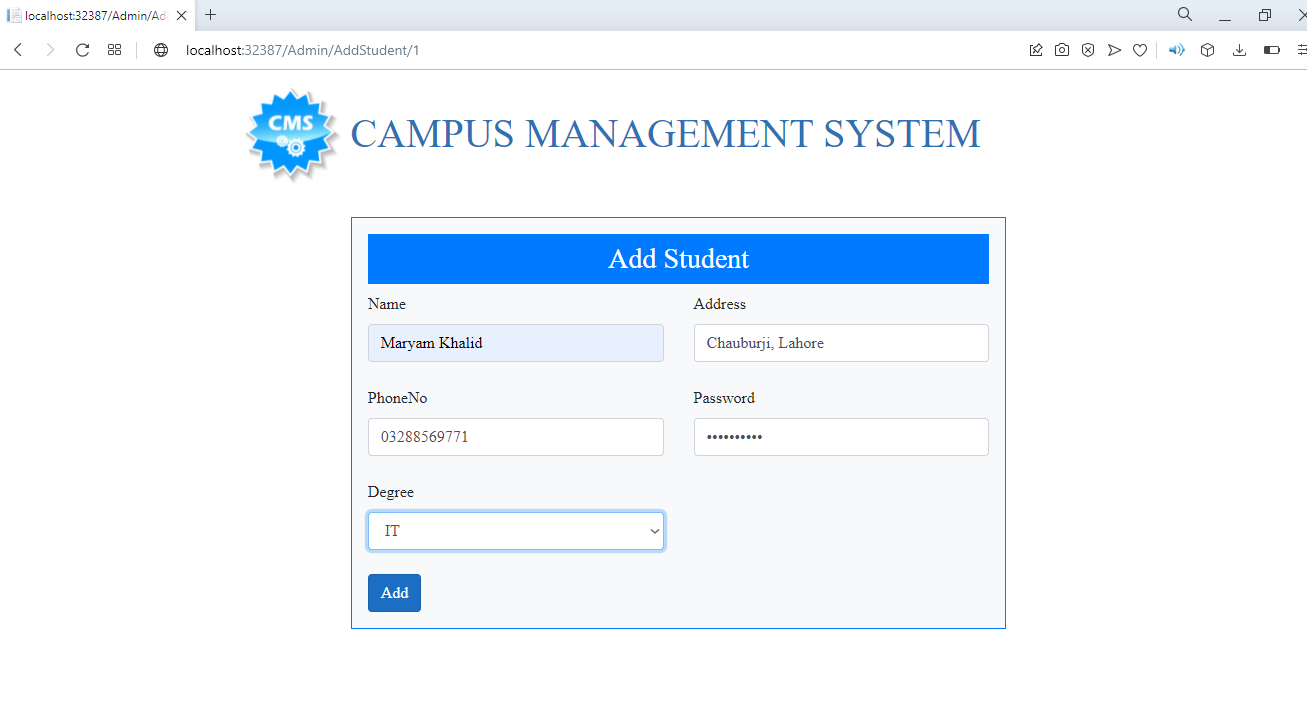 localhost:32387/Admin/Ad
localhost:32387/Admin/AddStudent/1
CMS
CAMPUS MANAGEMENT SYSTEM
Add Student
Name
Address
Maryam Khalid
Chauburji, Lahore
PhoneNo
Password
03288569771
••••••••••
Degree
IT
Add